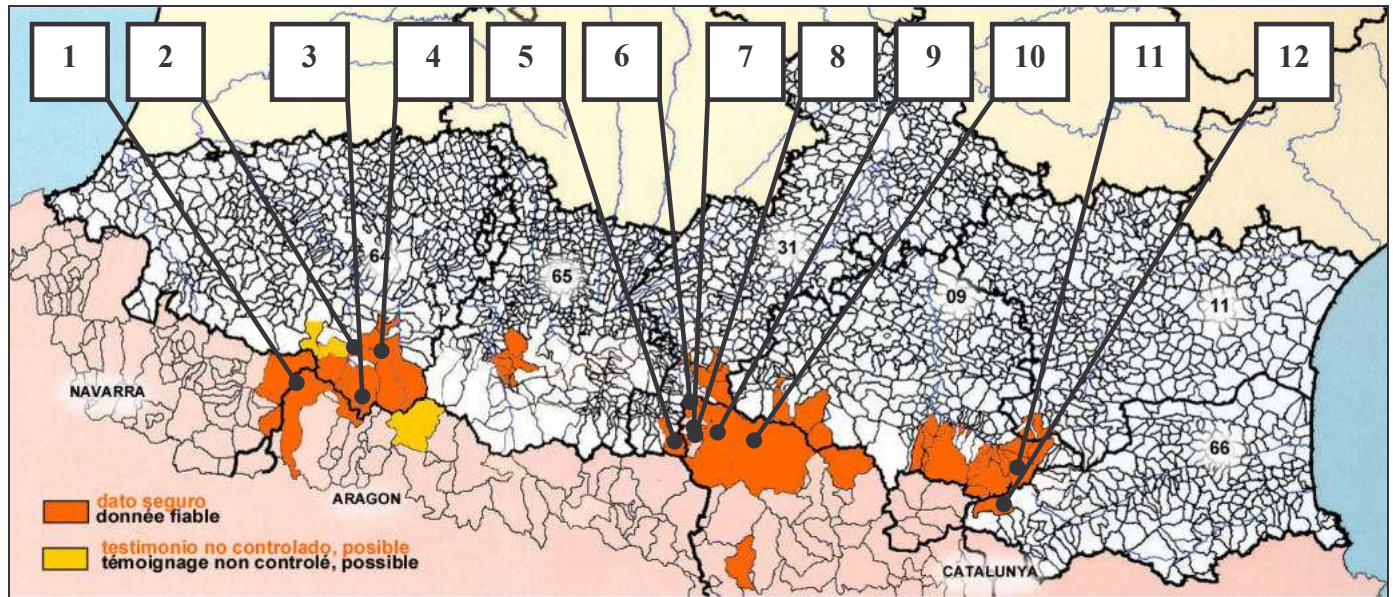 1 2 3 4 5 6 7 8 9 10 11 12
64
65
31
09
11
66
NAVARRA
ARAGON
CATALUNYA
dato seguro
donnée fiable
testimonio no controlado, posible
témoignage non controlé, possible